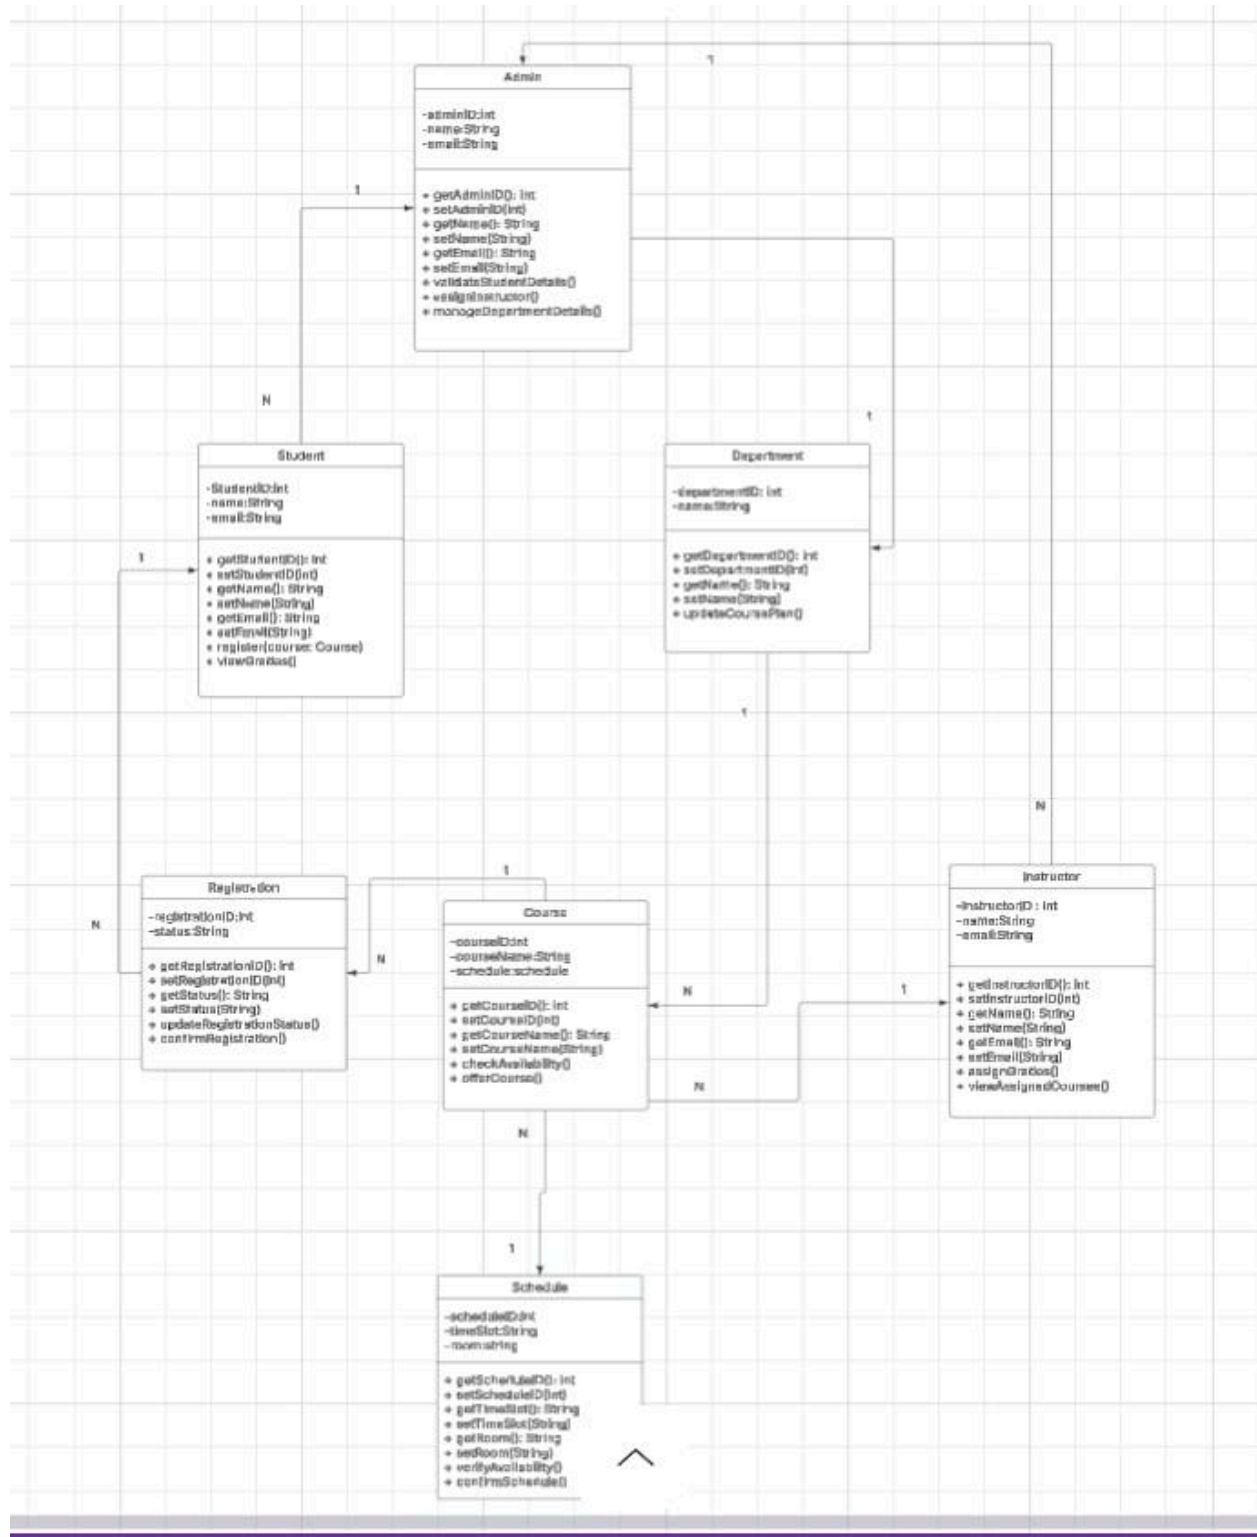 1
Admin
-adminID:int
-name:String
-email:String
+ getAdminID(): int
+ setAdminID(int)
+ getName(): String
+ setName(String)
+ getEmail(): String
+ setEmail(String)
+ validateStudentDetails()
+ assignInstructor()
+ manageDepartmentDetails()
1
N
1
Student
-StudentID:int
-name:String
-email:String
+ getStudentID(): int
+ setStudentID(int)
+ getName(): String
+ setName(String)
+ getEmail(): String
+ setEmail(String)
+ register(course: Course)
+ viewGrades()
1
Department
-departmentID: int
-name:String
+ getDepartmentID(): int
+ setDepartmentID(int)
+ getName(): String
+ setName(String)
+ updateCoursePlan()
1
N
Registration
-registrationID:int
-status:String
+ getRegistrationID(): int
+ setRegistrationID(int)
+ getStatus(): String
+ setStatus(String)
+ updateRegistrationStatus()
+ confirmRegistration()
N
1
N
Course
-courseID:int
-courseName:String
-schedule:schedule
+ getCourseID(): int
+ setCourseID(int)
+ getCourseName(): String
+ setCourseName(String)
+ checkAvailability()
+ offerCourse()
N
N
1
Instructor
-instructorID : int
-name:String
-email:String
+ getInstructorID(): int
+ setInstructorID(int)
+ getName(): String
+ setName(String)
+ getEmail(): String
+ setEmail(String)
+ assignGrades()
+ viewAssignedCourses()
N
1
Schedule
-scheduleID:int
-timeSlot:String
-room:string
+ getScheduleID(): int
+ setScheduleID(int)
+ getTimeSlot(): String
+ setTimeSlot(String)
+ getRoom(): String
+ setRoom(String)
+ verifyAvailability()
+ confirmSchedule()